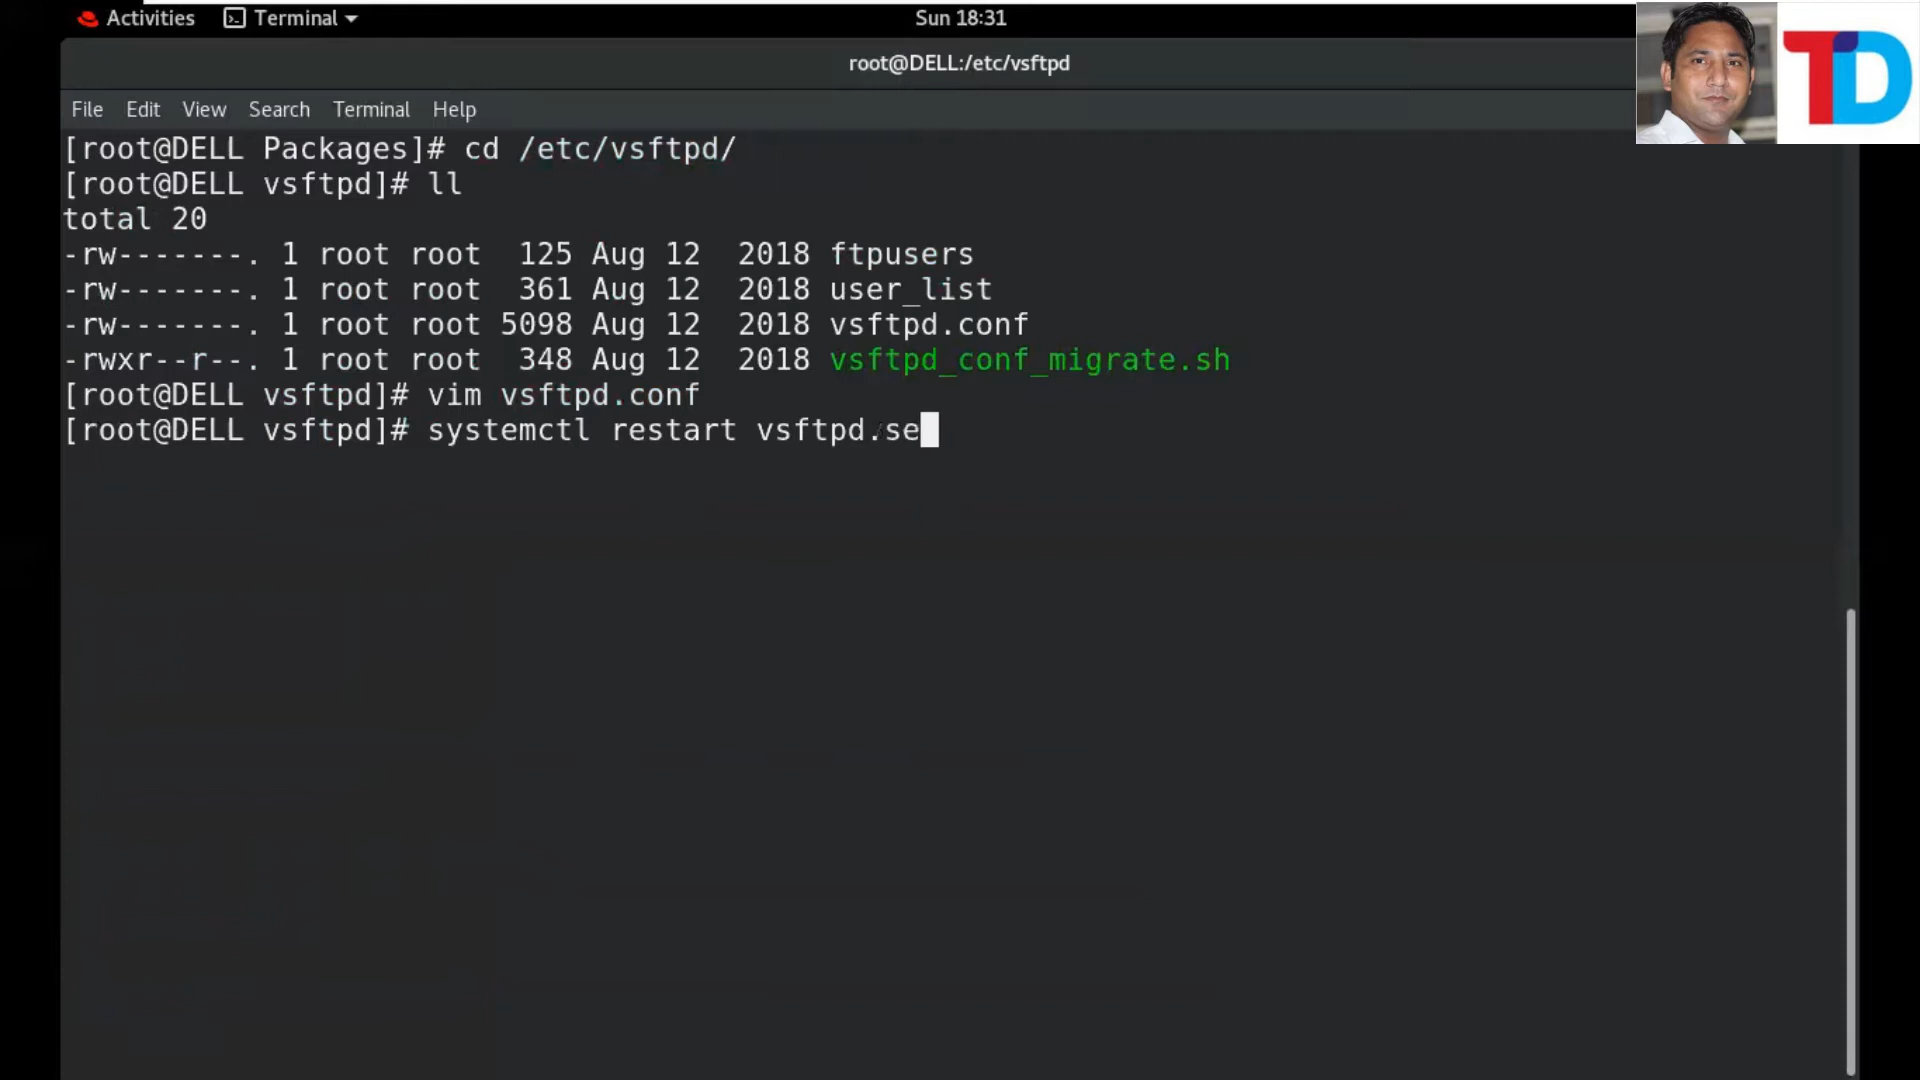 Activities Terminal Sun 18:31
root@DELL:/etc/vsftpd
TD
File Edit View Search Terminal Help
[root@DELL Packages]# cd /etc/vsftpd/
[root@DELL vsftpd]# ll
total 20
-rw-------. 1 root root  125 Aug 12  2018 ftpusers
-rw-------. 1 root root  361 Aug 12  2018 user_list
-rw-------. 1 root root 5098 Aug 12  2018 vsftpd.conf
-rwxr--r--. 1 root root  348 Aug 12  2018 vsftpd_conf_migrate.sh
[root@DELL vsftpd]# vim vsftpd.conf
[root@DELL vsftpd]# systemctl restart vsftpd.se